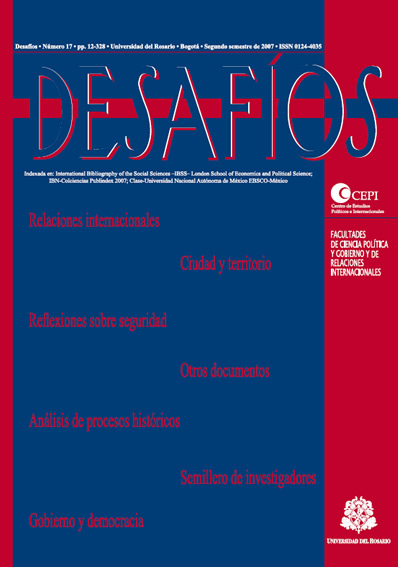 Desafíos • Número 17 • pp. 12-328 • Universidad del Rosario • Bogotá • Segundo semestre de 2007 • ISSN 0124-4035
DESAFÍOS
Indexada en: International Bibliography of the Social Sciences –IBSS– London School of Economics and Political Science;
ISN-Colciencias Publindex 2007; Clase-Universidad Nacional Autónoma de México EBSCO-México
CEPI
Centro de Estudios
Políticos e Internacionales
FACULTADES
DE CIENCIA POLÍTICA
Y GOBIERNO Y DE
RELACIONES
INTERNACIONALES
Relaciones internacionales
Ciudad y territorio
Reflexiones sobre seguridad
Otros documentos
Análisis de procesos históricos
Semillero de investigadores
Gobierno y democracia
UNIVERSIDAD DEL ROSARIO